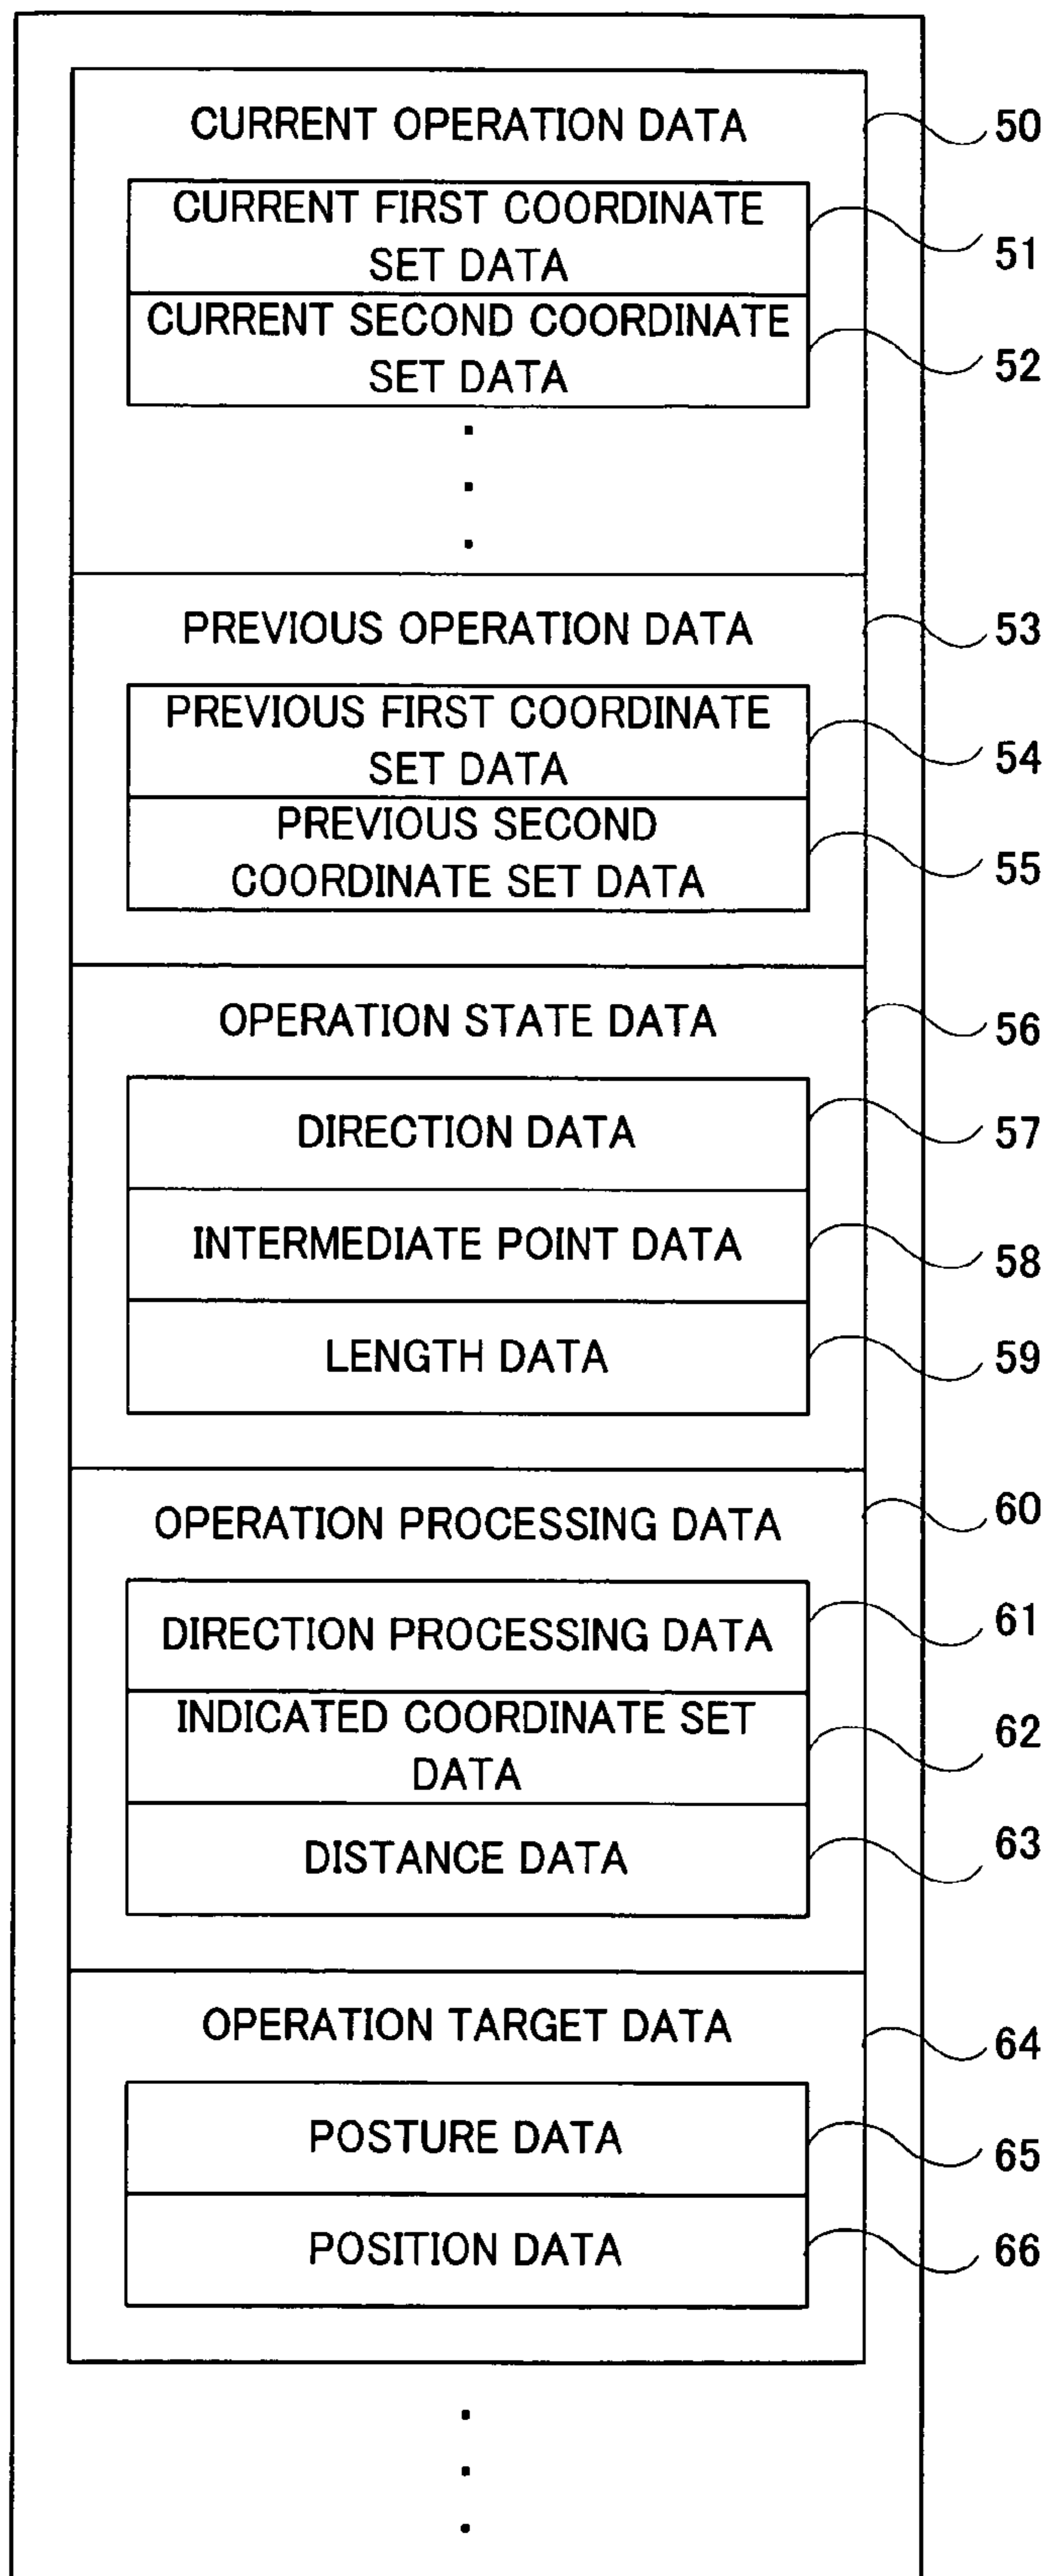 CURRENT OPERATION DATA
50
CURRENT FIRST COORDINATE
SET DATA
51
CURRENT SECOND COORDINATE
SET DATA
52
PREVIOUS OPERATION DATA
53
PREVIOUS FIRST COORDINATE
SET DATA
54
PREVIOUS SECOND
COORDINATE SET DATA
55
OPERATION STATE DATA
56
DIRECTION DATA
57
INTERMEDIATE POINT DATA
58
LENGTH DATA
59
OPERATION PROCESSING DATA
60
DIRECTION PROCESSING DATA
61
INDICATED COORDINATE SET
DATA
62
DISTANCE DATA
63
OPERATION TARGET DATA
64
POSTURE DATA
65
POSITION DATA
66